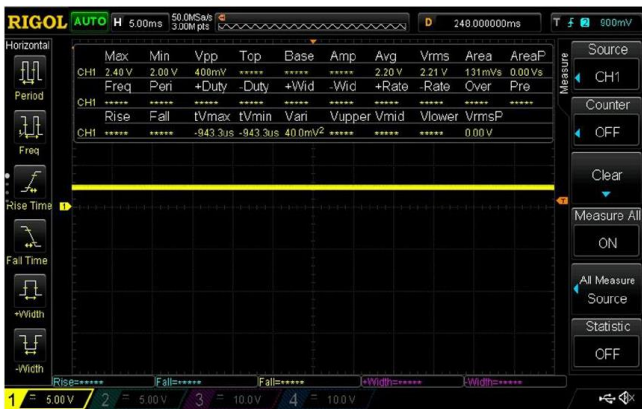 RIGOL AUTO H 5.00ms 50.0MSa/s 3.00M pts D 248.000000ms T 2 900mV
Horizontal
Period
Freq
Rise Time
Fall Time
+Width
-Width
Max Min Vpp Top Base Amp Avg Vrms Area AreaP
CH1 2.40 V 2.00 V 400mV ***** ***** ***** 2.20 V 2.21 V 131mVs 0.00 Vs
Freq Peri +Duty -Duty +Wid -Wid +Rate -Rate Over Pre
CH1 ***** ***** ***** ***** ***** ***** ***** ***** ***** *****
Rise Fall tVmax tVmin Vari Vupper Vmid Vlower VrmsP
CH1 ***** ***** -943.3us -943.3us 40.0mV² ***** ***** ***** 0.00 V
1
T
Measure
Source
CH1
Counter
OFF
Clear
Measure All
ON
All Measure
Source
Statistic
OFF
Rise=***** Fall=***** Fall=***** +Width=***** -Width=*****
1 = 5.00 V 2 = 5.00 V 3 = 10.0 V 4 = 10.0 V